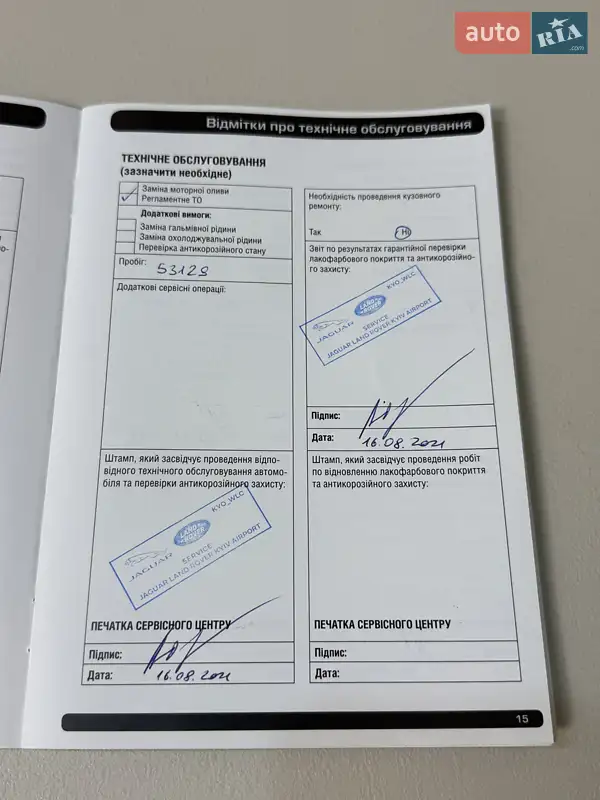 auto RIA .com
Відмітки про технічне обслуговування
ТЕХНІЧНЕ ОБСЛУГОВУВАННЯ
(зазначити необхідне)
Заміна моторної оливи
Регламентне ТО
Додаткові вимоги:
Заміна гальмівної рідини
Заміна охолоджувальної рідини
Перевірка антикорозійного стану
Пробіг:
53129
Додаткові сервісні операції:
Штамп, який засвідчує проведення відпо-
відного технічного обслуговування автомо-
біля та перевірки антикорозійного захисту:
KYO_WLC
JAGUAR
LAND ROVER
SERVICE
JAGUAR LAND ROVER KYIV AIRPORT
ПЕЧАТКА СЕРВІСНОГО ЦЕНТРУ
Підпис:
Дата: 16.08.2021
Необхідність проведення кузовного
ремонту:
Так Ні
Звіт по результатах гарантійної перевірки
лакофарбового покриття та антикорозійно-
го захисту:
KYO_WLC
JAGUAR
LAND ROVER
SERVICE
JAGUAR LAND ROVER KYIV AIRPORT
Підпис:
Дата: 16.08.2021
Штамп, який засвідчує проведення робіт
по відновленню лакофарбового покриття
та антикорозійного захисту:
ПЕЧАТКА СЕРВІСНОГО ЦЕНТРУ
Підпис:
Дата:
15